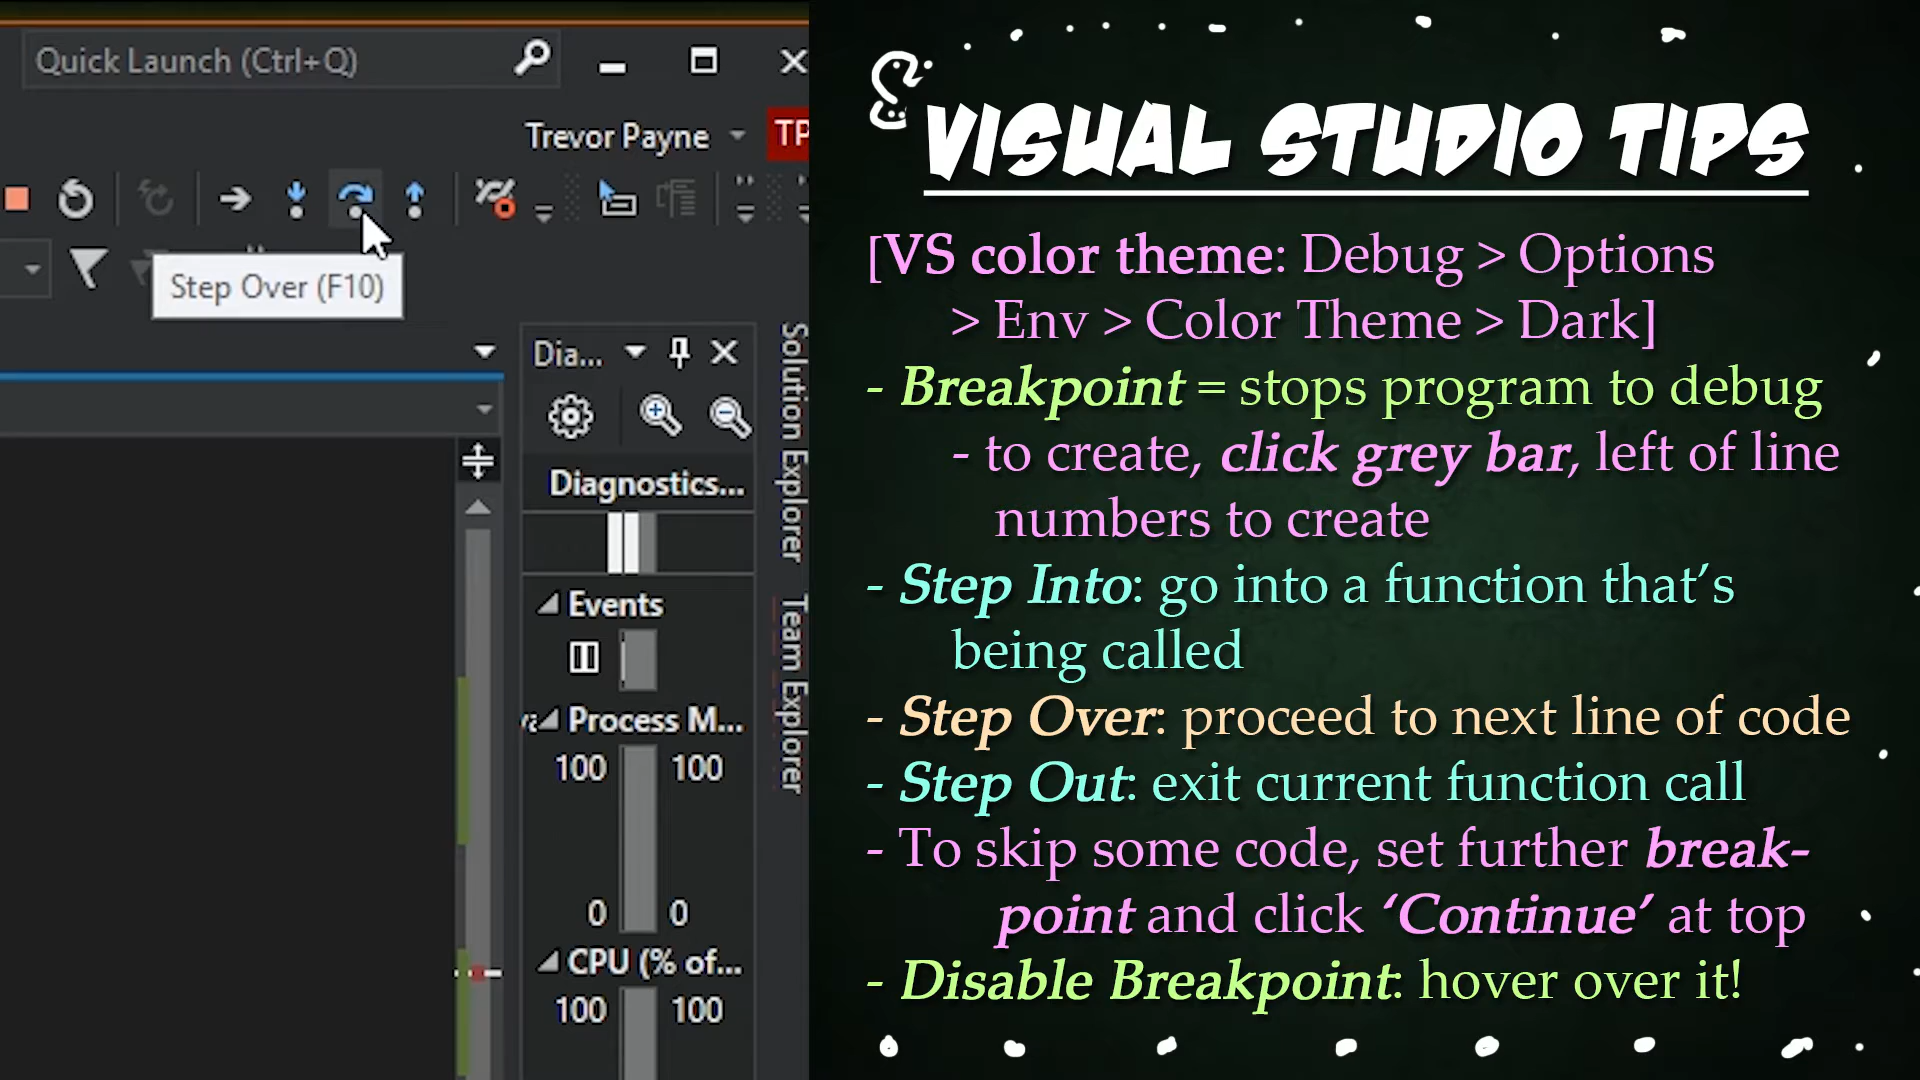 Quick Launch (Ctrl+Q)
Trevor Payne
TP
Step Over (F10)
Dia...
Diagnostics...
Events
Process M...
100 100
0 0
CPU (% of...
100 100
Solution Explorer
Team Explorer
VISUAL STUDIO TIPS
[VS color theme: Debug > Options
> Env > Color Theme > Dark]
- Breakpoint = stops program to debug
- to create, click grey bar, left of line
numbers to create
- Step Into: go into a function that's
being called
- Step Over: proceed to next line of code
- Step Out: exit current function call
- To skip some code, set further break-
point and click ‘Continue’ at top
- Disable Breakpoint: hover over it!